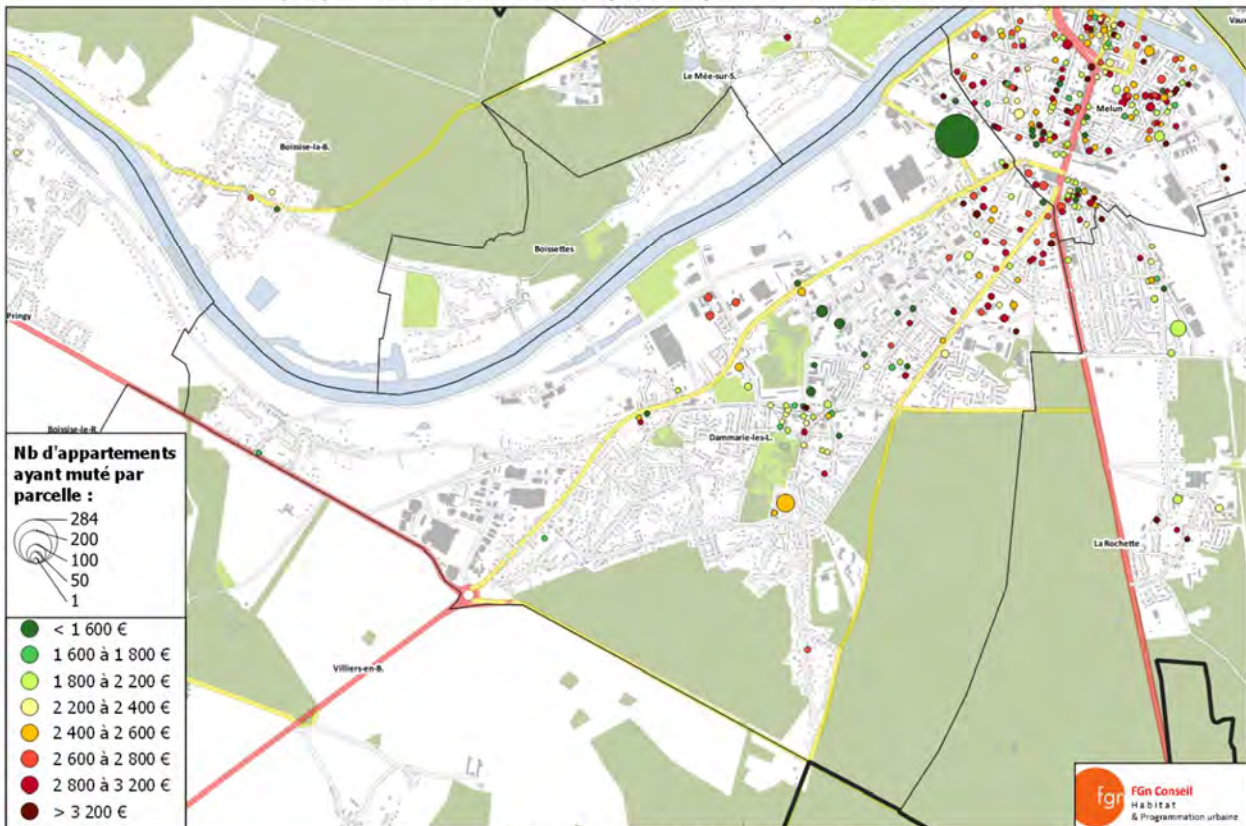 Vaux
Le Mée-sur-S.
Melun
Boissise-la-B.
Boissettes
Pringy
Boissise-le-R.
Dammarie-les-L.
La Rochette
Villiers-en-B.
Nb d'appartements
ayant muté par
parcelle :
284
200
100
50
1
< 1 600 €
1 600 à 1 800 €
1 800 à 2 200 €
2 200 à 2 400 €
2 400 à 2 600 €
2 600 à 2 800 €
2 800 à 3 200 €
> 3 200 €
fgn
FGn Conseil
Habitat
& Programmation urbaine